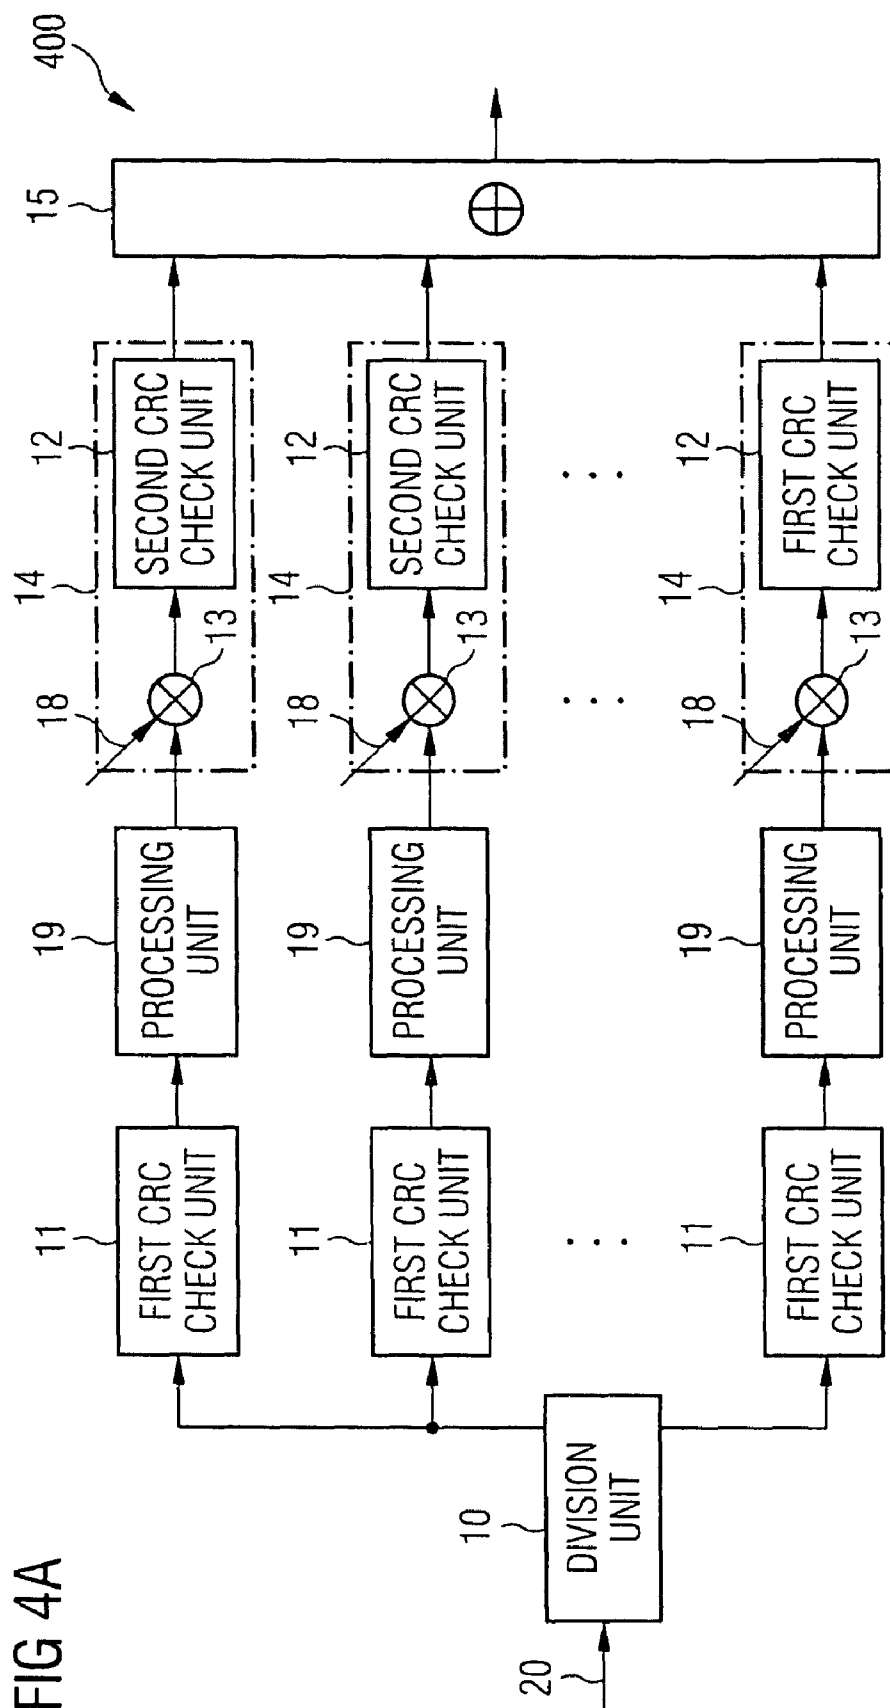 FIG 4A
400
20
10
DIVISION
UNIT
11
FIRST CRC
CHECK UNIT
19
PROCESSING
UNIT
18
13
14
12
SECOND CRC
CHECK UNIT
15
11
FIRST CRC
CHECK UNIT
19
PROCESSING
UNIT
18
13
14
12
SECOND CRC
CHECK UNIT
...
...
...
11
FIRST CRC
CHECK UNIT
19
PROCESSING
UNIT
18
13
14
12
FIRST CRC
CHECK UNIT